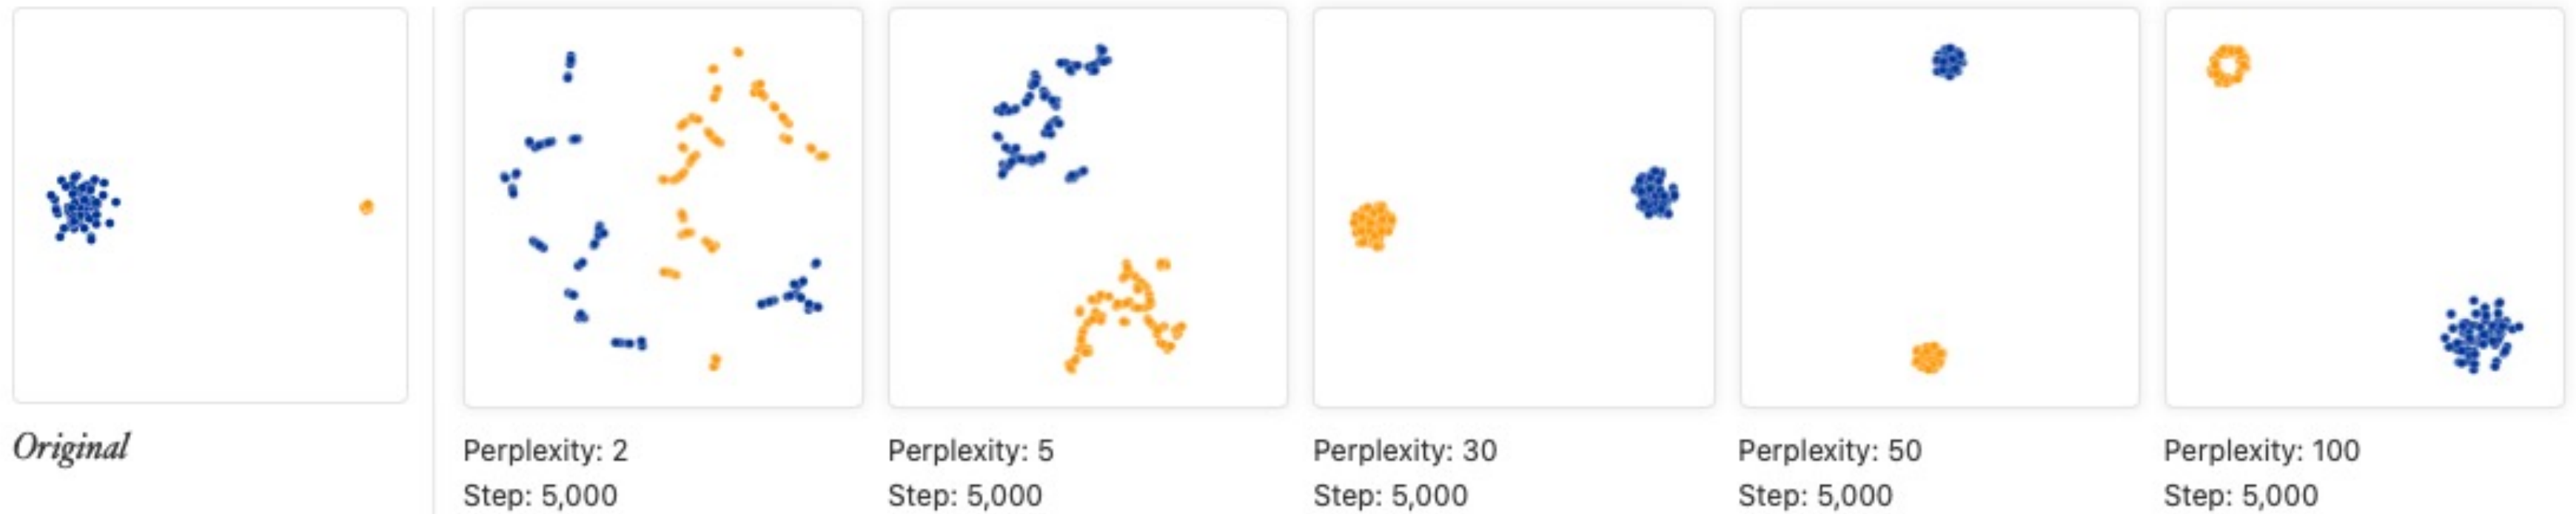 Original
Perplexity: 2
Step: 5,000
Perplexity: 5
Step: 5,000
Perplexity: 30
Step: 5,000
Perplexity: 50
Step: 5,000
Perplexity: 100
Step: 5,000